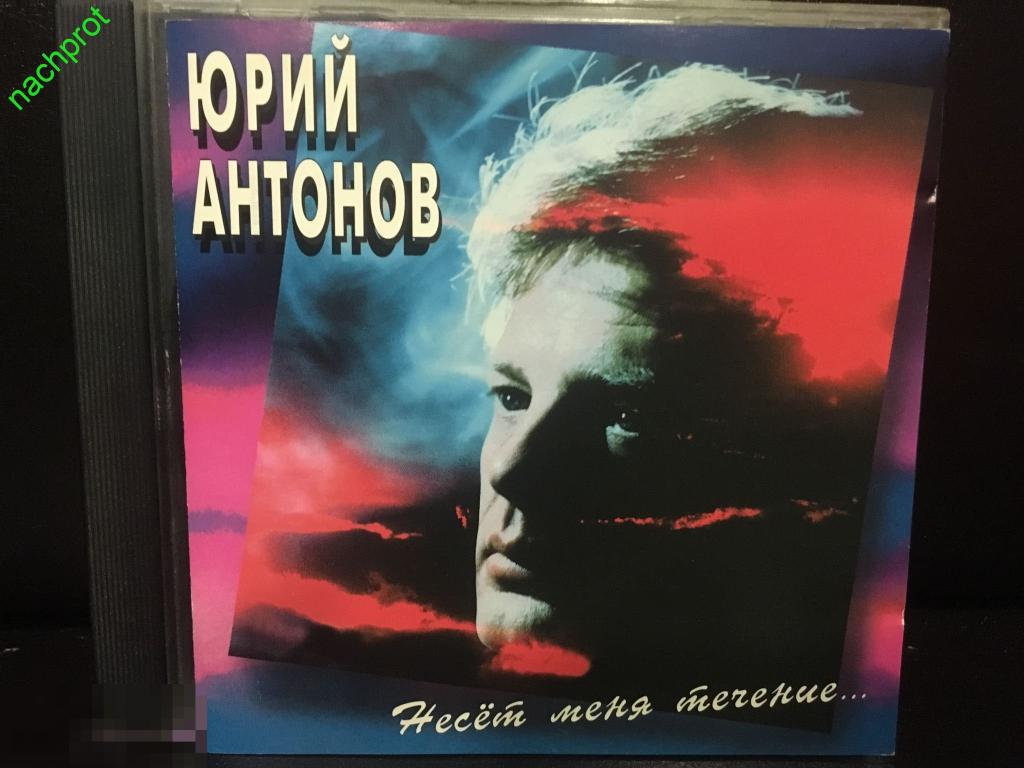 nachprot
ЮРИЙ
АНТОНОВ
Несёт меня течение...